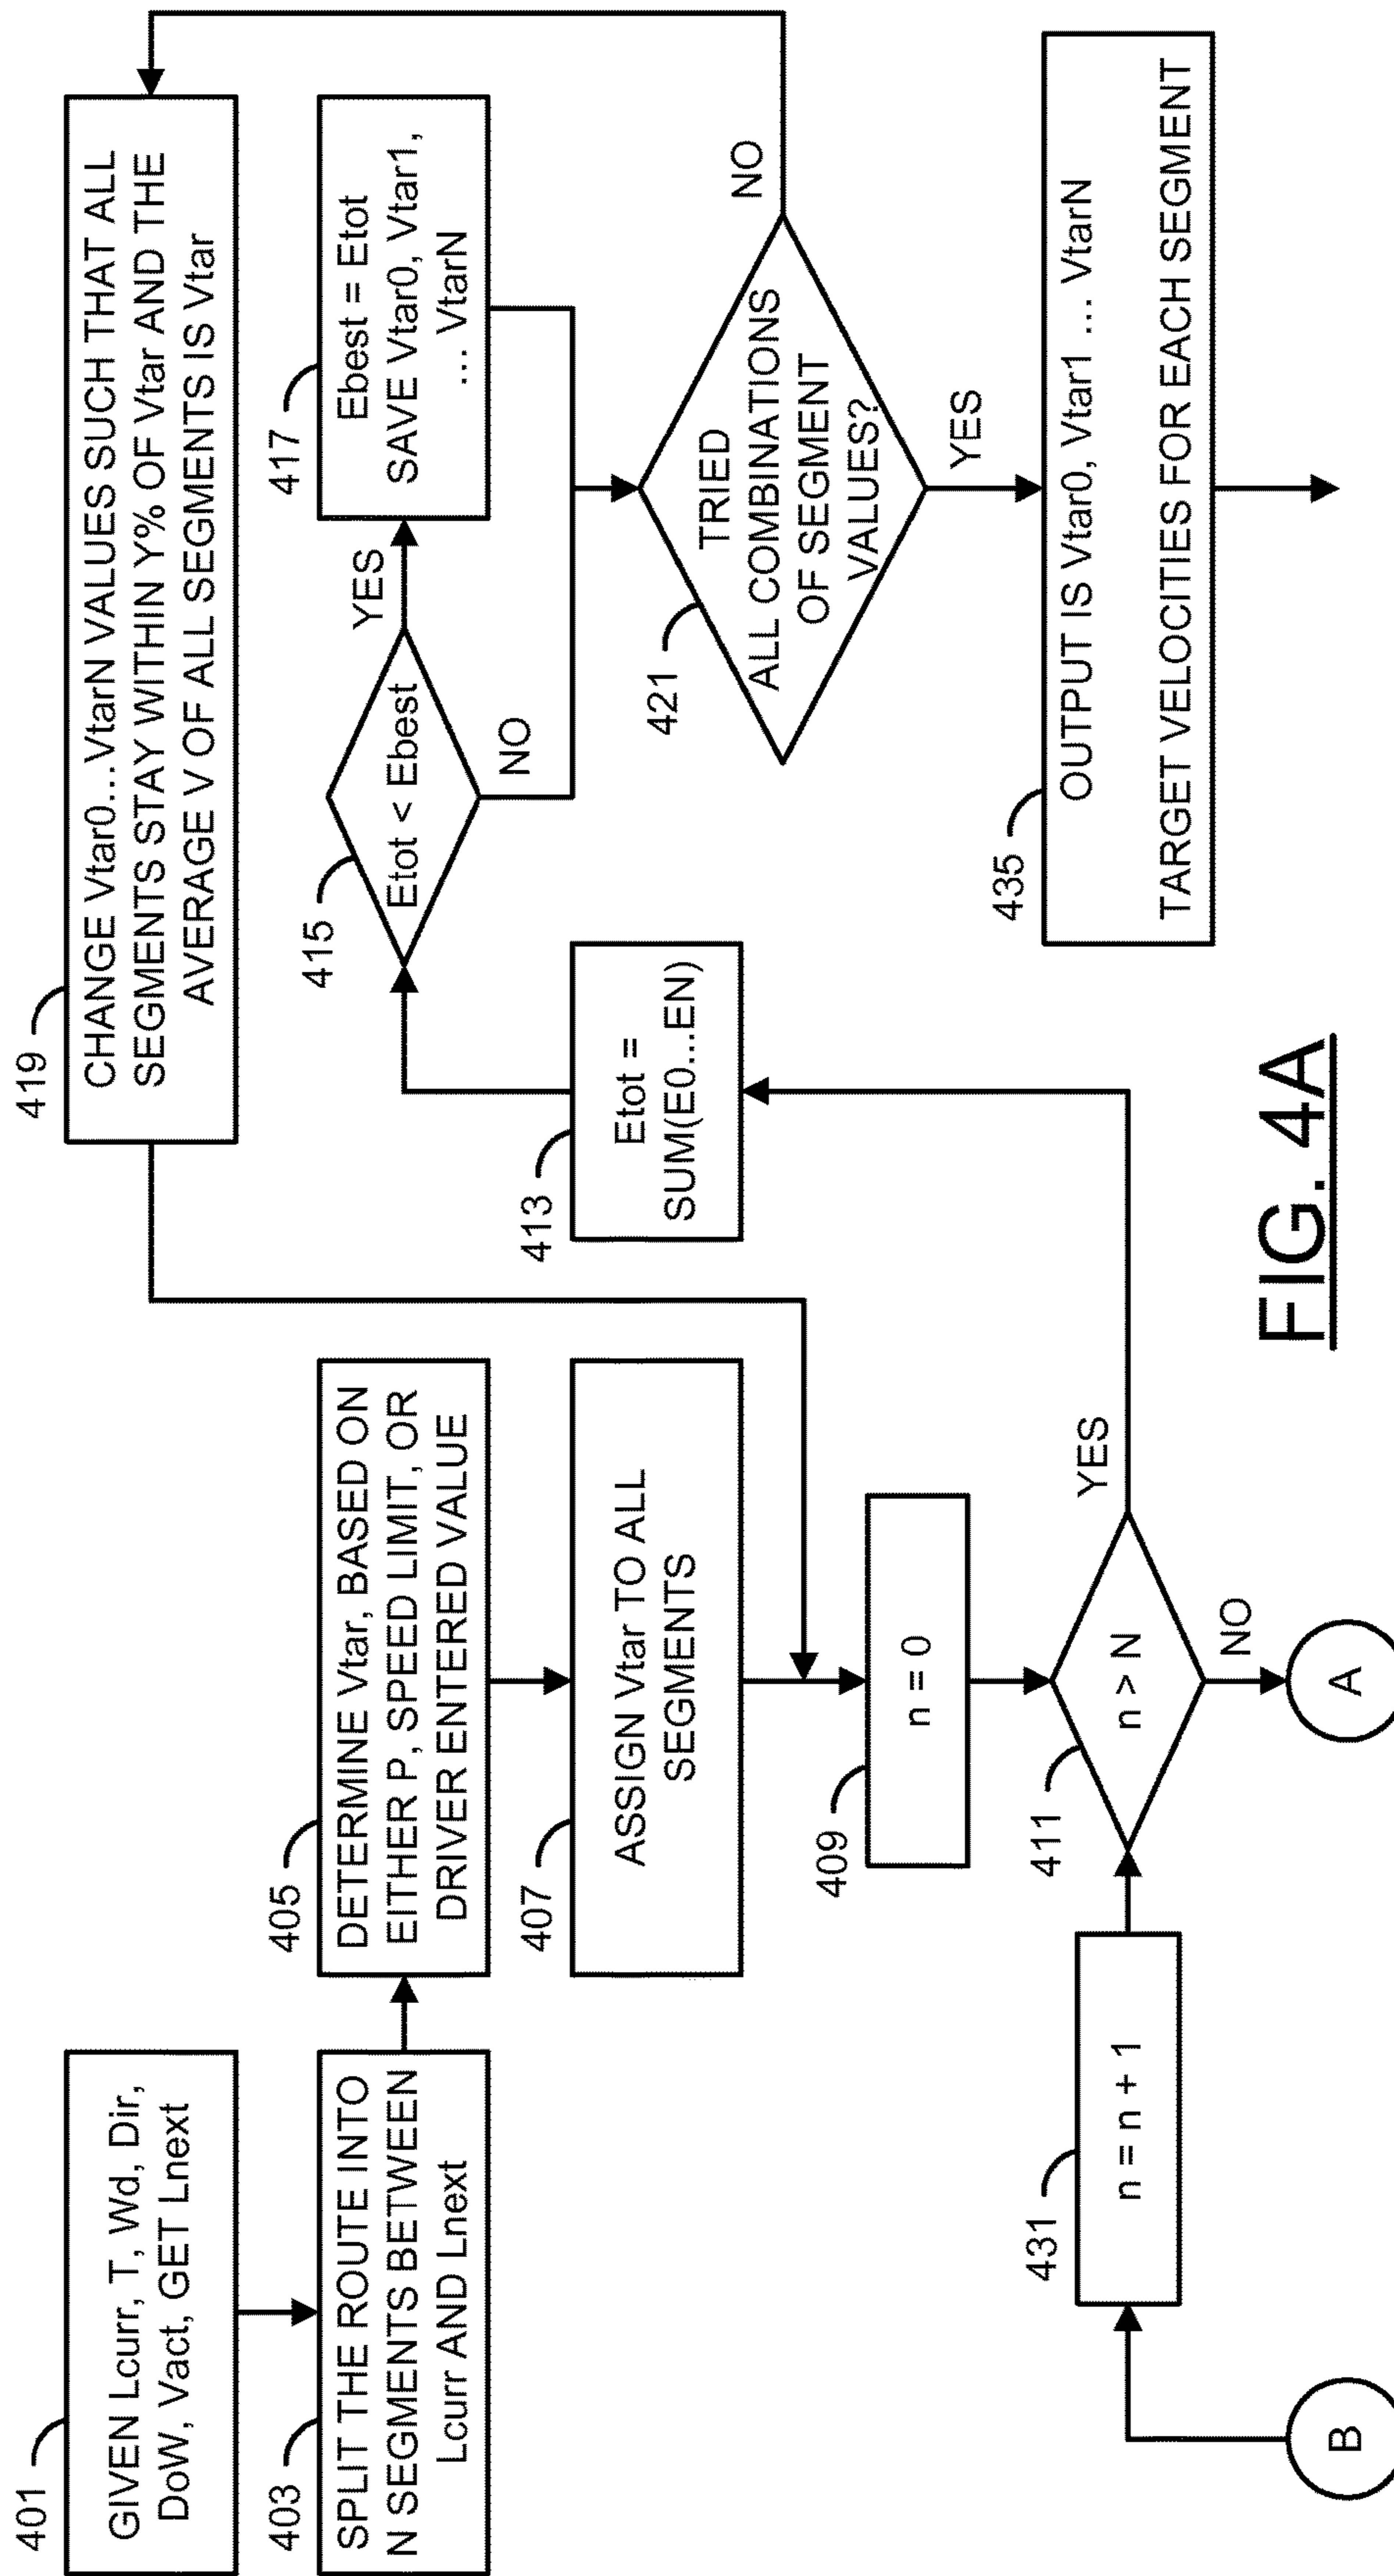 401
GIVEN Lcurr, T, Wd, Dir,
DoW, Vact, GET Lnext
403
SPLIT THE ROUTE INTO
N SEGMENTS BETWEEN
Lcurr AND Lnext
405
DETERMINE Vtar, BASED ON
EITHER P, SPEED LIMIT, OR
DRIVER ENTERED VALUE
407
ASSIGN Vtar TO ALL
SEGMENTS
409
n = 0
411
n > N
YES
NO
A
B
431
n = n + 1
413
Etot =
SUM(E0...EN)
415
Etot < Ebest
YES
NO
417
Ebest = Etot
SAVE Vtar0, Vtar1,
... VtarN
419
CHANGE Vtar0...VtarN VALUES SUCH THAT ALL
SEGMENTS STAY WITHIN Y% OF Vtar AND THE
AVERAGE V OF ALL SEGMENTS IS Vtar
421
TRIED
ALL COMBINATIONS
OF SEGMENT
VALUES?
NO
YES
435
OUTPUT IS Vtar0, Vtar1 ... VtarN
TARGET VELOCITIES FOR EACH SEGMENT
FIG. 4A